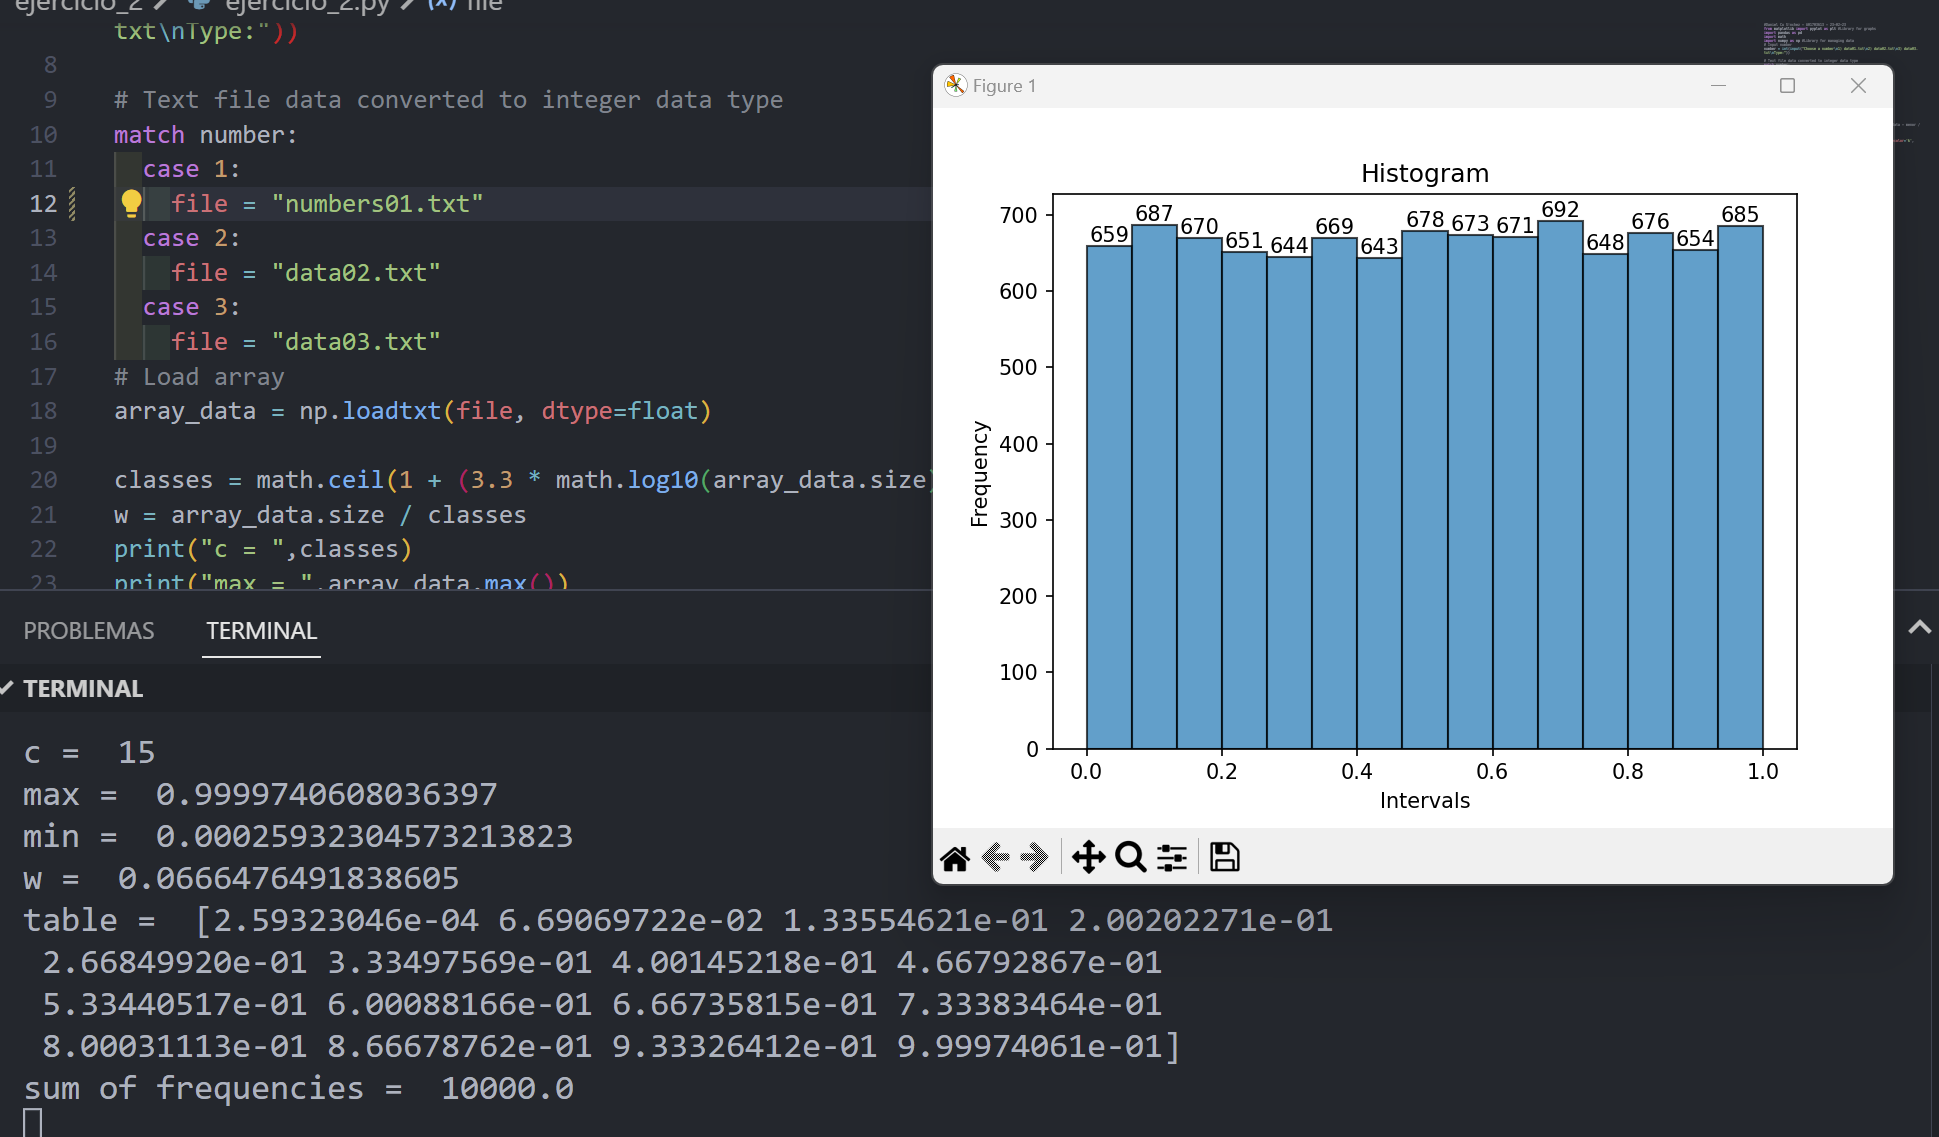 ejercicio_2 > ejercicio_2.py > (x) file
txt\nType:"))
8
9 # Text file data converted to integer data type
10 match number:
11 case 1:
12 file = "numbers01.txt"
13 case 2:
14 file = "data02.txt"
15 case 3:
16 file = "data03.txt"
17 # Load array
18 array_data = np.loadtxt(file, dtype=float)
19
20 classes = math.ceil(1 + (3.3 * math.log10(array_data.size)
21 w = array_data.size / classes
22 print("c = ",classes)
23 print("max = ",array_data.max())
PROBLEMAS TERMINAL
TERMINAL
c =  15
max =  0.9999740608036397
min =  0.00025932304573213823
w =  0.0666476491838605
table =  [2.59323046e-04 6.69069722e-02 1.33554621e-01 2.00202271e-01
2.66849920e-01 3.33497569e-01 4.00145218e-01 4.66792867e-01
5.33440517e-01 6.00088166e-01 6.66735815e-01 7.33383464e-01
8.00031113e-01 8.66678762e-01 9.33326412e-01 9.99974061e-01]
sum of frequencies =  10000.0
Figure 1
Histogram
659 687 670 651 644 669 643 678 673 671 692 648 676 654 685
700
600
500
400
300
200
100
0
Frequency
0.0 0.2 0.4 0.6 0.8 1.0
Intervals